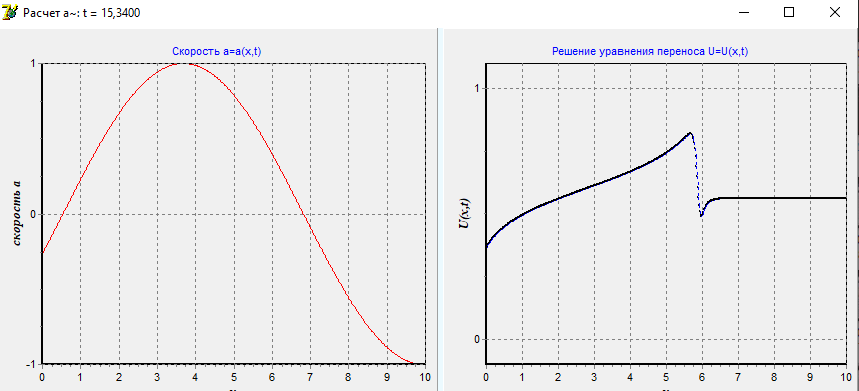 Расчет a~: t = 15,3400
Скорость a=a(x,t)
1
0
-1
скорость a
0 1 2 3 4 5 6 7 8 9 10
Решение уравнения переноса U=U(x,t)
1
0
U(x,t)
0 1 2 3 4 5 6 7 8 9 10